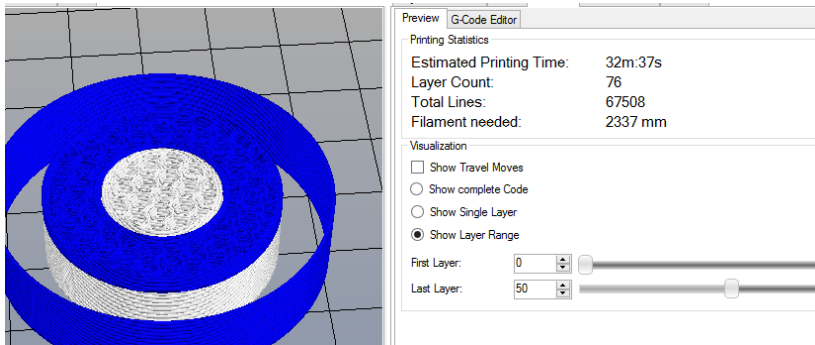 Preview G-Code Editor
Printing Statistics
Estimated Printing Time: 32m:37s
Layer Count: 76
Total Lines: 67508
Filament needed: 2337 mm
Visualization
Show Travel Moves
Show complete Code
Show Single Layer
Show Layer Range
First Layer: 0
Last Layer: 50